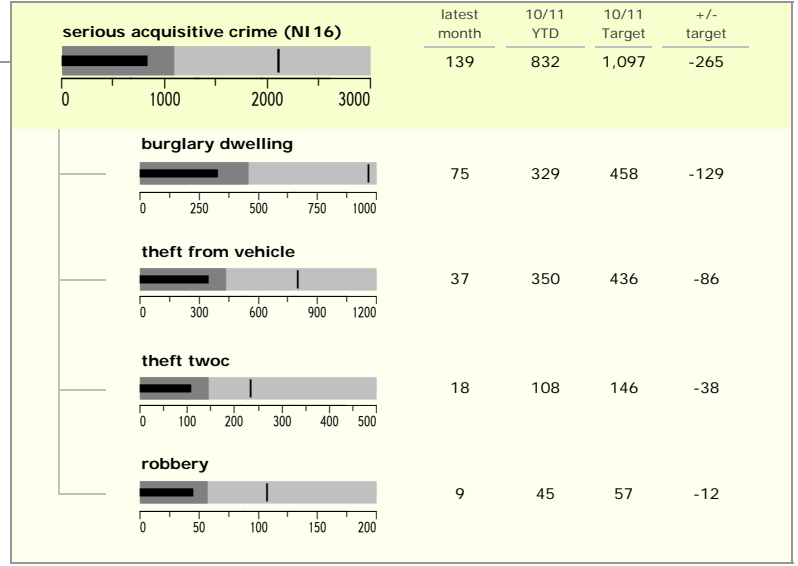 latest 10/11 10/11 +/-
serious acquisitive crime (NI 16) month YTD Target target
139 832 1,097 -265
0 1000 2000 3000
burglary dwelling
75 329 458 -129
0 250 500 750 1000
theft from vehicle
37 350 436 -86
0 300 600 900 1200
theft twoc
18 108 146 -38
0 100 200 300 400 500
robbery
9 45 57 -12
0 50 100 150 200